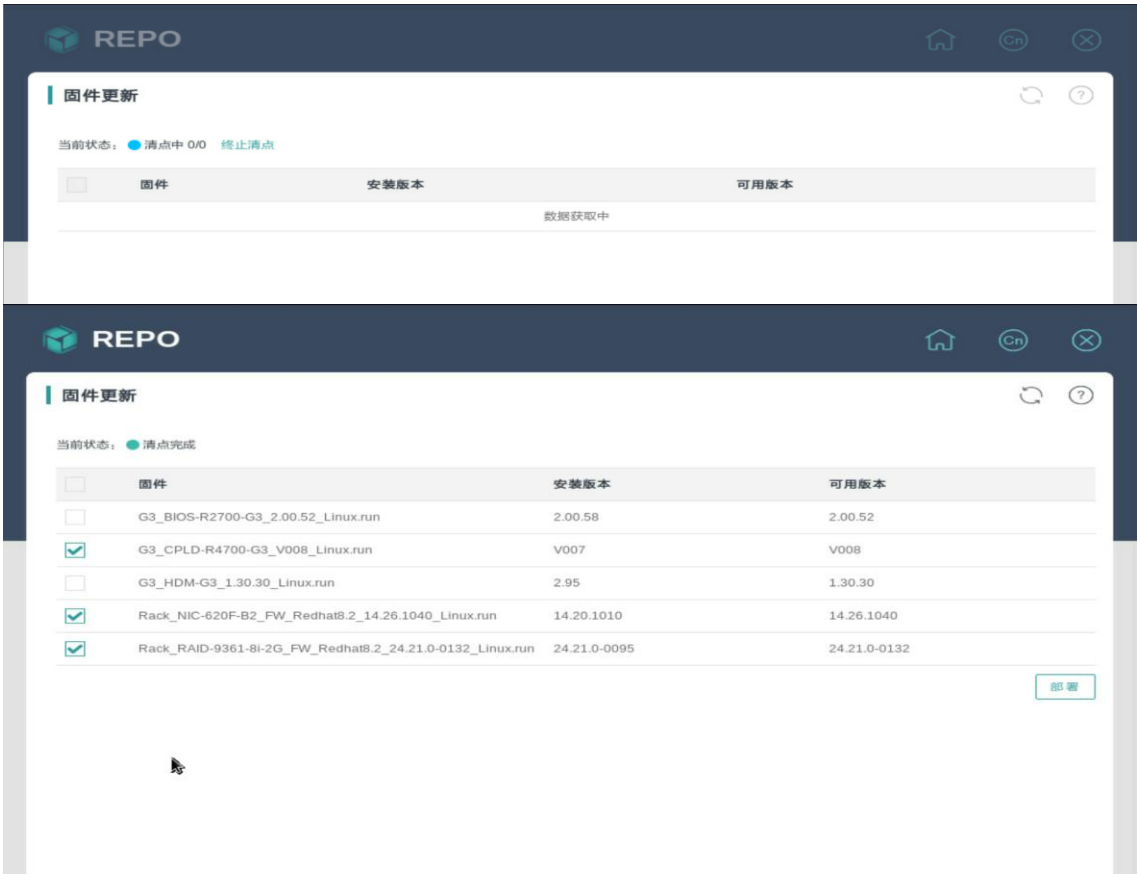 REPO
Cn
固件更新
?
当前状态： 清点中 0/0 终止清点
固件 安装版本 可用版本
数据获取中
REPO
Cn
固件更新
?
当前状态： 清点完成
固件 安装版本 可用版本
G3_BIOS-R2700-G3_2.00.52_Linux.run 2.00.58 2.00.52
G3_CPLD-R4700-G3_V008_Linux.run V007 V008
G3_HDM-G3_1.30.30_Linux.run 2.95 1.30.30
Rack_NIC-620F-B2_FW_Redhat8.2_14.26.1040_Linux.run 14.20.1010 14.26.1040
Rack_RAID-9361-8i-2G_FW_Redhat8.2_24.21.0-0132_Linux.run 24.21.0-0095 24.21.0-0132
部署